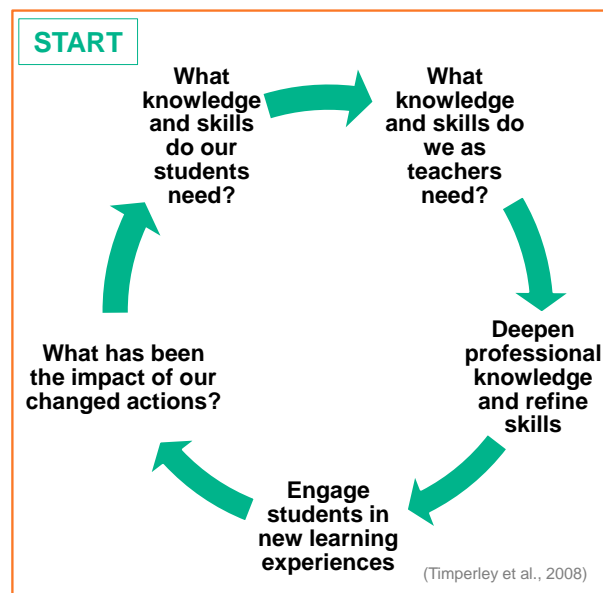 START
What
knowledge
and skills
do our
students
need?
What
knowledge
and skills do
we as
teachers
need?
Deepen
professional
knowledge
and refine
skills
Engage
students in
new learning
experiences
What has been
the impact of our
changed actions?
(Timperley et al., 2008)